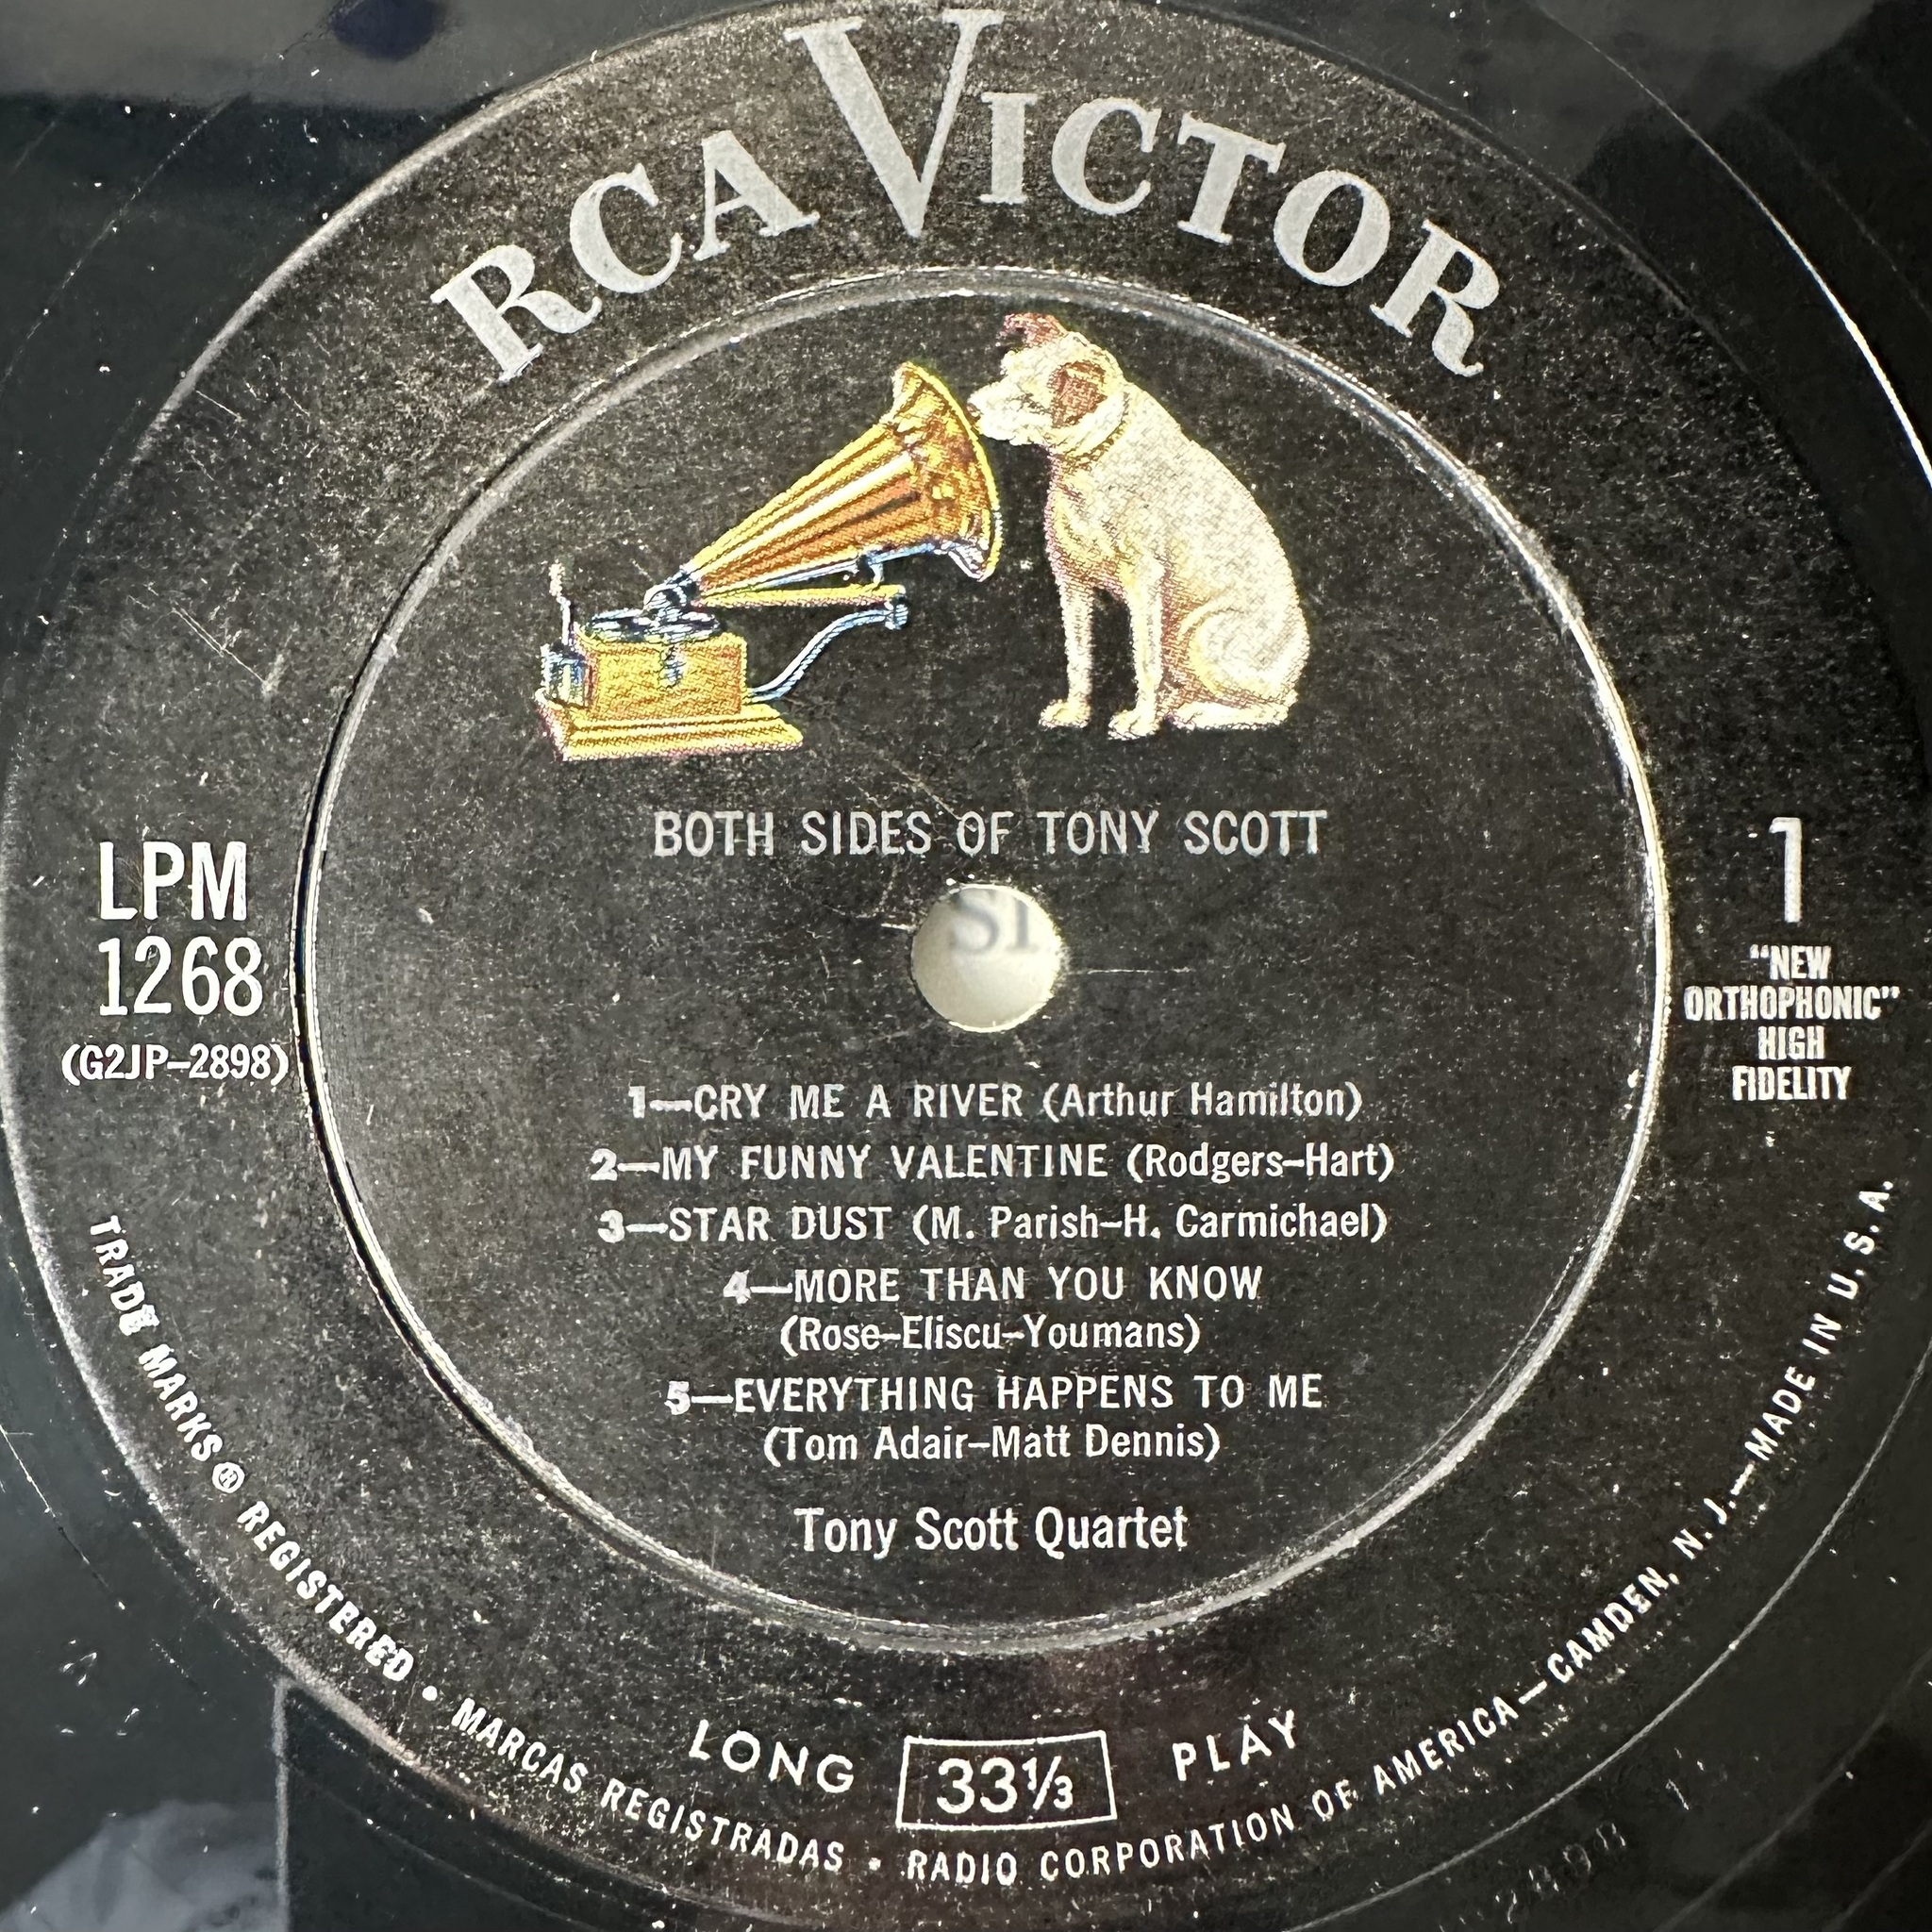 RCA VICTOR
BOTH SIDES OF TONY SCOTT
LPM
1268
(G2JP-2898)
1
"NEW
ORTHOPHONIC"
HIGH
FIDELITY
1—CRY ME A RIVER (Arthur Hamilton)
2—MY FUNNY VALENTINE (Rodgers-Hart)
3—STAR DUST (M. Parish-H. Carmichael)
4—MORE THAN YOU KNOW
(Rose-Eliscu-Youmans)
5—EVERYTHING HAPPENS TO ME
(Tom Adair-Matt Dennis)
Tony Scott Quartet
LONG 33⅓ PLAY
TRADE MARKS ® REGISTERED • MARCAS REGISTRADAS • RADIO CORPORATION OF AMERICA—CAMDEN, N. J.—MADE IN U. S. A.